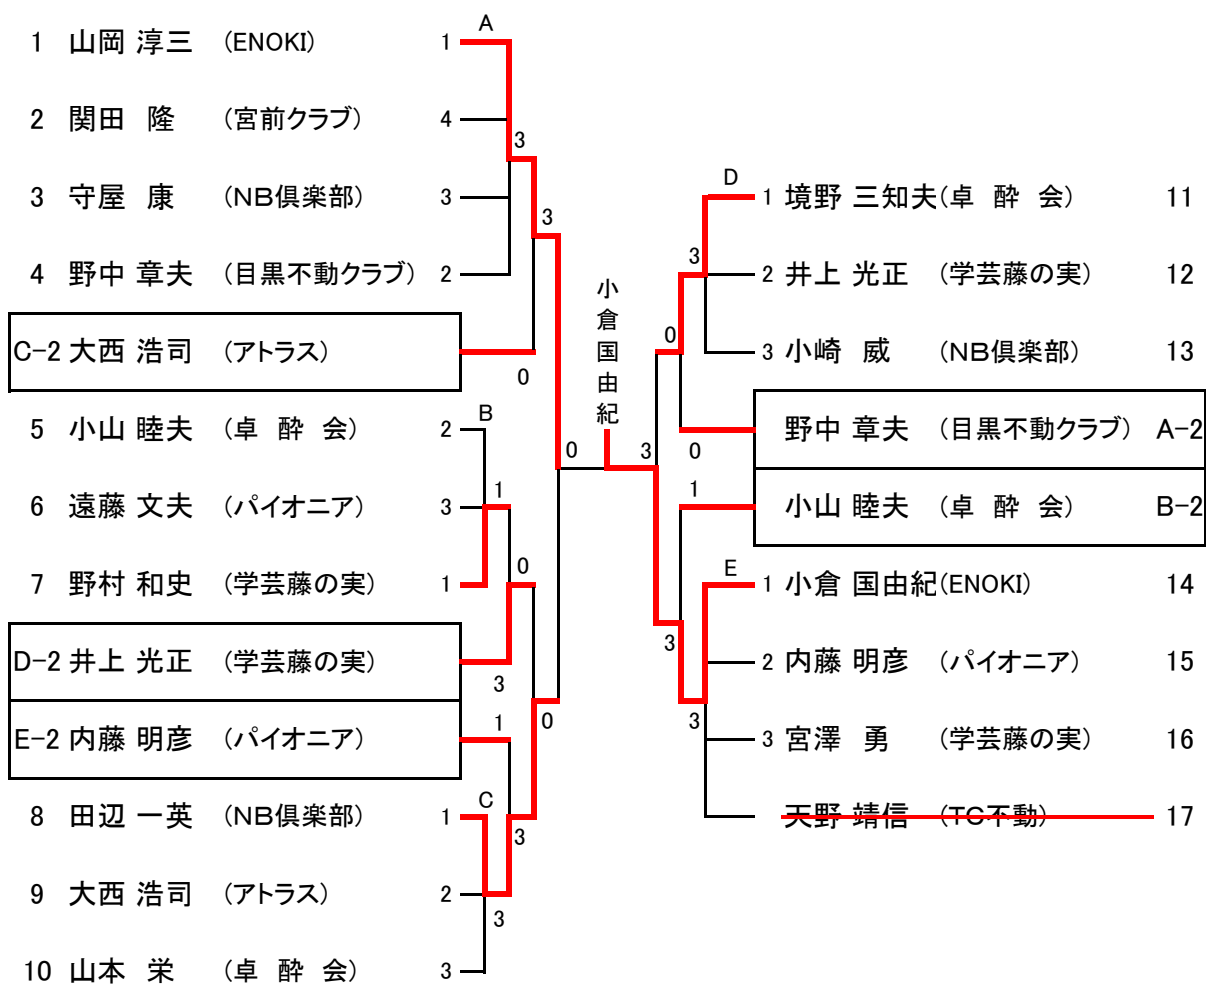 A
1 山岡 淳三 (ENOKI) 1
2 関田 隆 (宮前クラブ) 4
3
3 守屋 康 (NB倶楽部) 3
3
4 野中 章夫 (目黒不動クラブ) 2
C-2 大西 浩司 (アトラス)
0
B
5 小山 睦夫 (卓 酔 会) 2
0
1
6 遠藤 文夫 (パイオニア) 3
0
7 野村 和史 (学芸藤の実) 1
D-2 井上 光正 (学芸藤の実)
3
1
0
E-2 内藤 明彦 (パイオニア)
C
8 田辺 一英 (NB倶楽部) 1
3
9 大西 浩司 (アトラス) 2
3
10 山本 栄 (卓 酔 会) 3
小倉国由紀
D
1 境野 三知夫(卓 酔 会) 11
3
2 井上 光正 (学芸藤の実) 12
0
3 小崎 威 (NB倶楽部) 13
野中 章夫 (目黒不動クラブ) A-2
3
0
1
小山 睦夫 (卓 酔 会) B-2
E
1 小倉 国由紀(ENOKI) 14
3
2 内藤 明彦 (パイオニア) 15
3
3 宮澤 勇 (学芸藤の実) 16
天野 靖信 (TC不動) 17